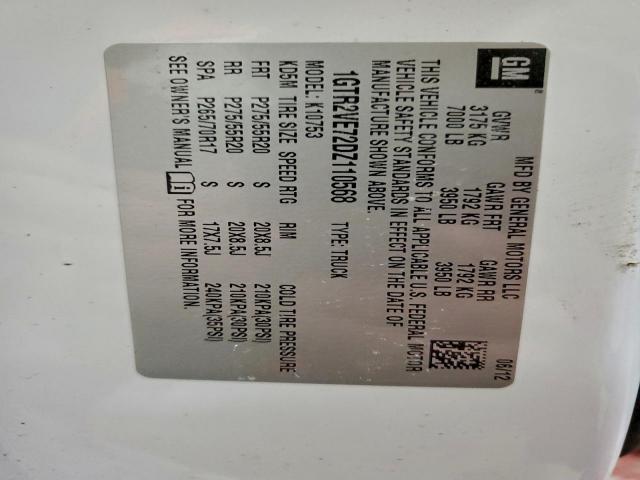 GM
MFD BY GENERAL MOTORS LLC 06/12
GVWR GAWR FRT GAWR RR
3175 KG 1792 KG 1792 KG
7000 LB 3950 LB 3950 LB
THIS VEHICLE CONFORMS TO ALL APPLICABLE U.S. FEDERAL MOTOR
VEHICLE SAFETY STANDARDS IN EFFECT ON THE DATE OF
MANUFACTURE SHOWN ABOVE.
1GTR2VE72DZ110568 TYPE: TRUCK
MODEL: K10753
KD5M TIRE SIZE SPEED RTG RIM COLD TIRE PRESSURE
FRT P275/55R20 S 20X8.5J 210KPA(30PSI)
RR P275/55R20 S 20X8.5J 210KPA(30PSI)
SPA P265/70R17 S 17X7.5J 240KPA(35PSI)
SEE OWNER'S MANUAL FOR MORE INFORMATION.